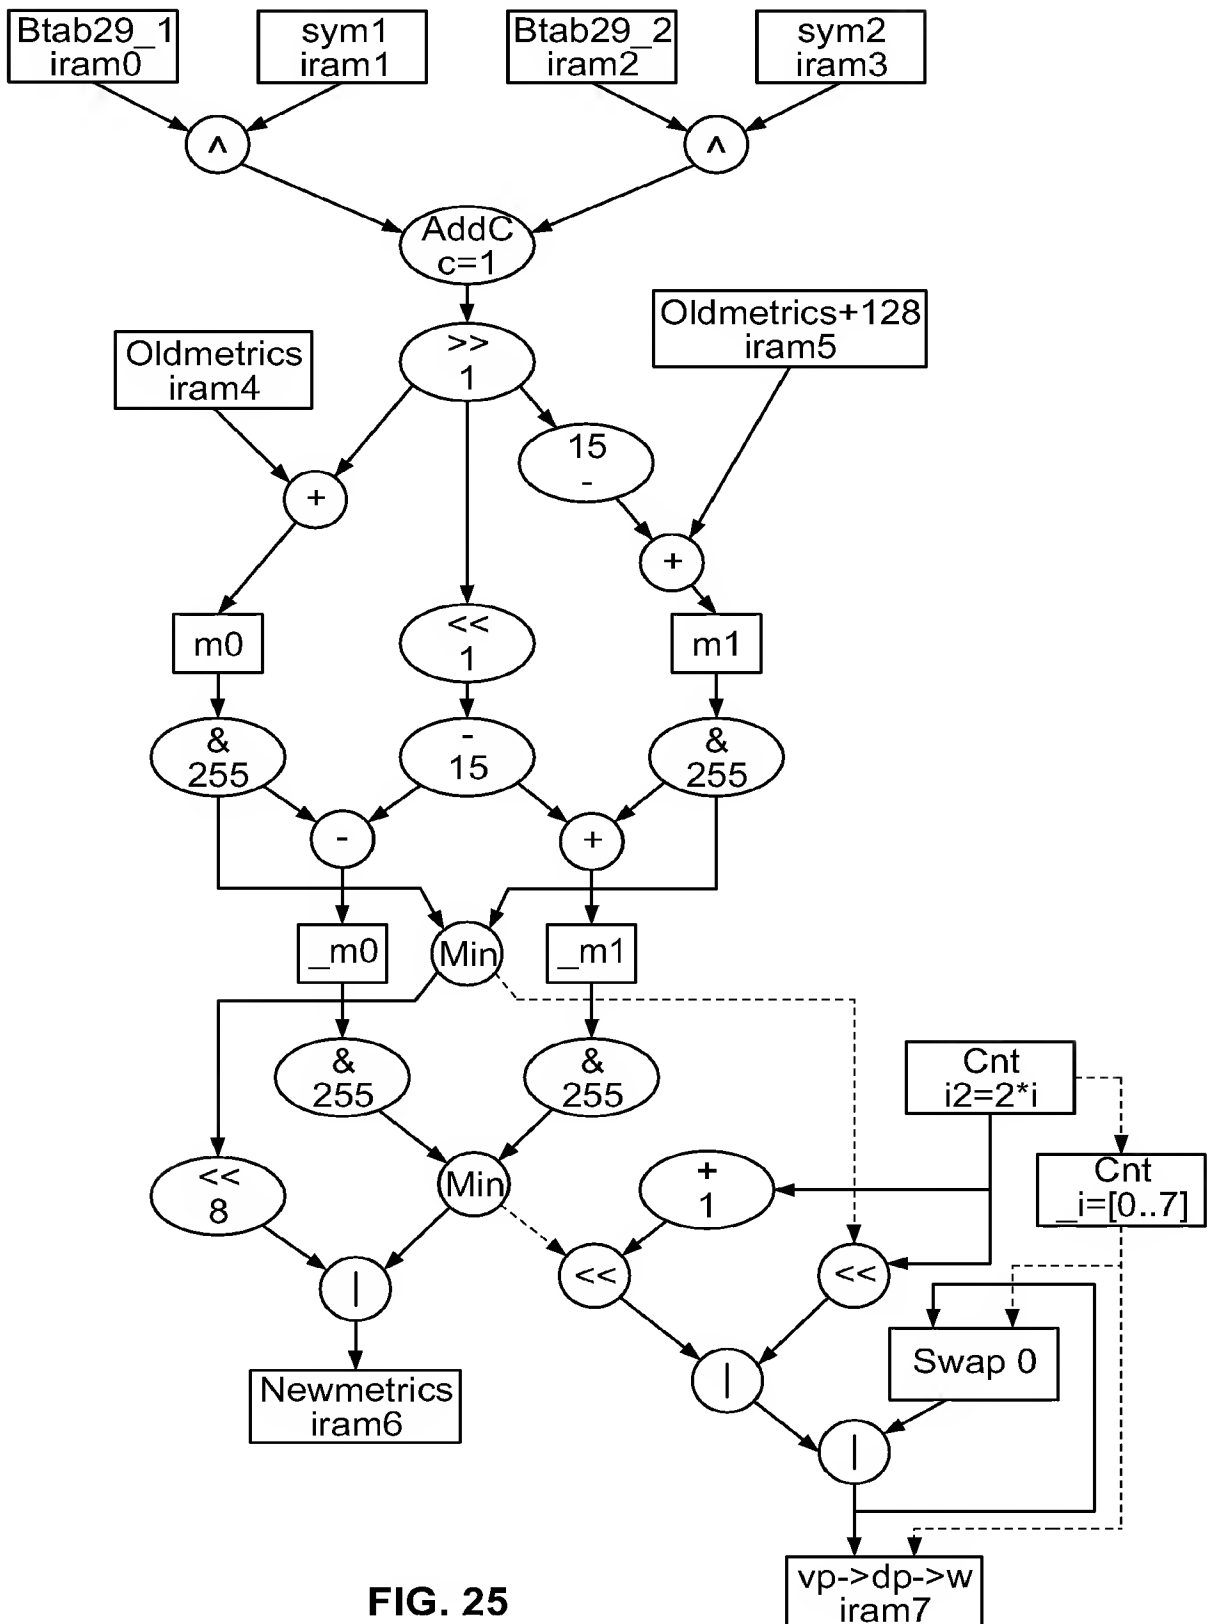 Btab29_1
iram0
sym1
iram1
Btab29_2
iram2
sym2
iram3
^
^
AddC
c=1
Oldmetrics+128
iram5
>>
1
Oldmetrics
iram4
15
-
+
+
m0
<<
1
m1
&
255
-
15
&
255
-
+
_m0
Min
_m1
&
255
&
255
Cnt
i2=2*i
<<
8
Min
+
1
Cnt
_i=[0..7]
<<
<<
|
Swap 0
|
Newmetrics
iram6
|
vp->dp->w
iram7
FIG. 25